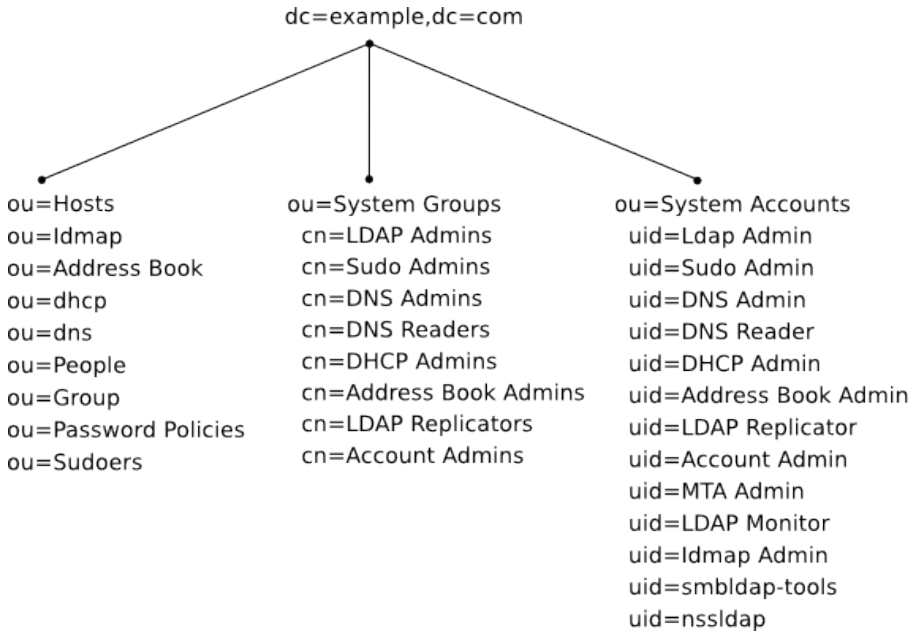 dc=example,dc=com
ou=Hosts
ou=Idmap
ou=Address Book
ou=dhcp
ou=dns
ou=People
ou=Group
ou=Password Policies
ou=Sudoers
ou=System Groups
cn=LDAP Admins
cn=Sudo Admins
cn=DNS Admins
cn=DNS Readers
cn=DHCP Admins
cn=Address Book Admins
cn=LDAP Replicators
cn=Account Admins
ou=System Accounts
uid=Ldap Admin
uid=Sudo Admin
uid=DNS Admin
uid=DNS Reader
uid=DHCP Admin
uid=Address Book Admin
uid=LDAP Replicator
uid=Account Admin
uid=MTA Admin
uid=LDAP Monitor
uid=Idmap Admin
uid=smbldap-tools
uid=nssldap